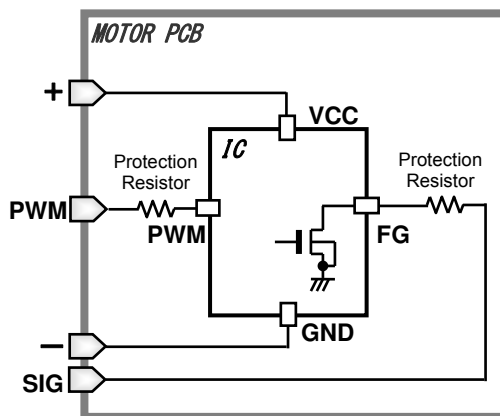 MOTOR PCB
+
VCC
IC
Protection
Resistor
Protection
Resistor
PWM
PWM
FG
−
GND
SIG